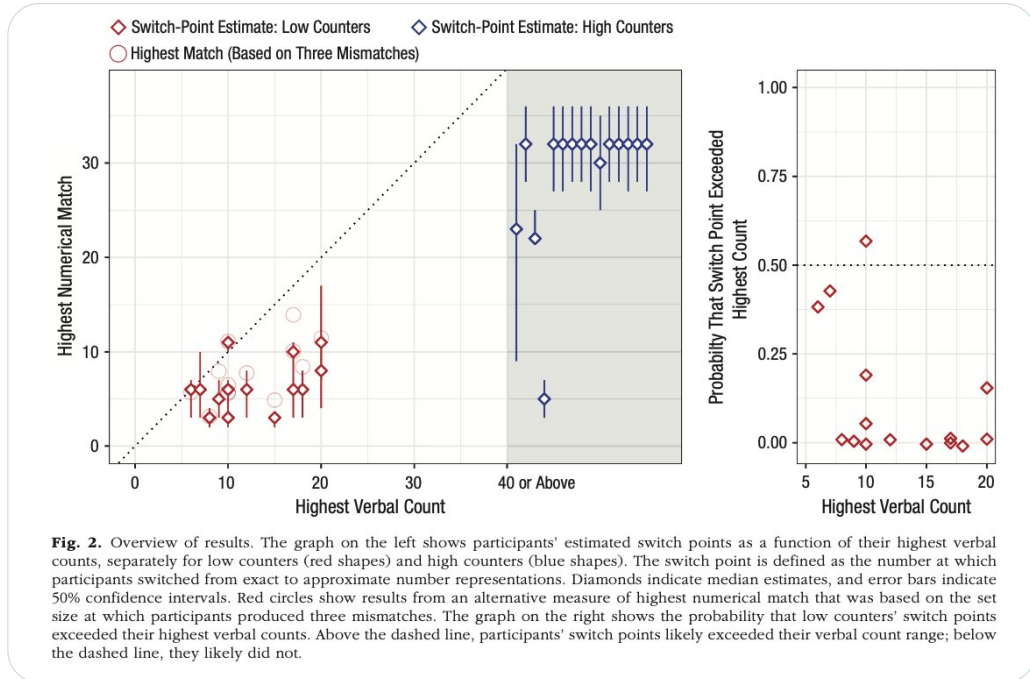 Switch-Point Estimate: Low Counters Switch-Point Estimate: High Counters
Highest Match (Based on Three Mismatches)
Highest Numerical Match
30
20
10
0
0 10 20 30 40 or Above
Highest Verbal Count
Probabilty That Switch Point Exceeded
Highest Count
1.00
0.75
0.50
0.25
0.00
5 10 15 20
Highest Verbal Count
Fig. 2. Overview of results. The graph on the left shows participants' estimated switch points as a function of their highest verbal
counts, separately for low counters (red shapes) and high counters (blue shapes). The switch point is defined as the number at which
participants switched from exact to approximate number representations. Diamonds indicate median estimates, and error bars indicate
50% confidence intervals. Red circles show results from an alternative measure of highest numerical match that was based on the set
size at which participants produced three mismatches. The graph on the right shows the probability that low counters' switch points
exceeded their highest verbal counts. Above the dashed line, participants' switch points likely exceeded their verbal count range; below
the dashed line, they likely did not.